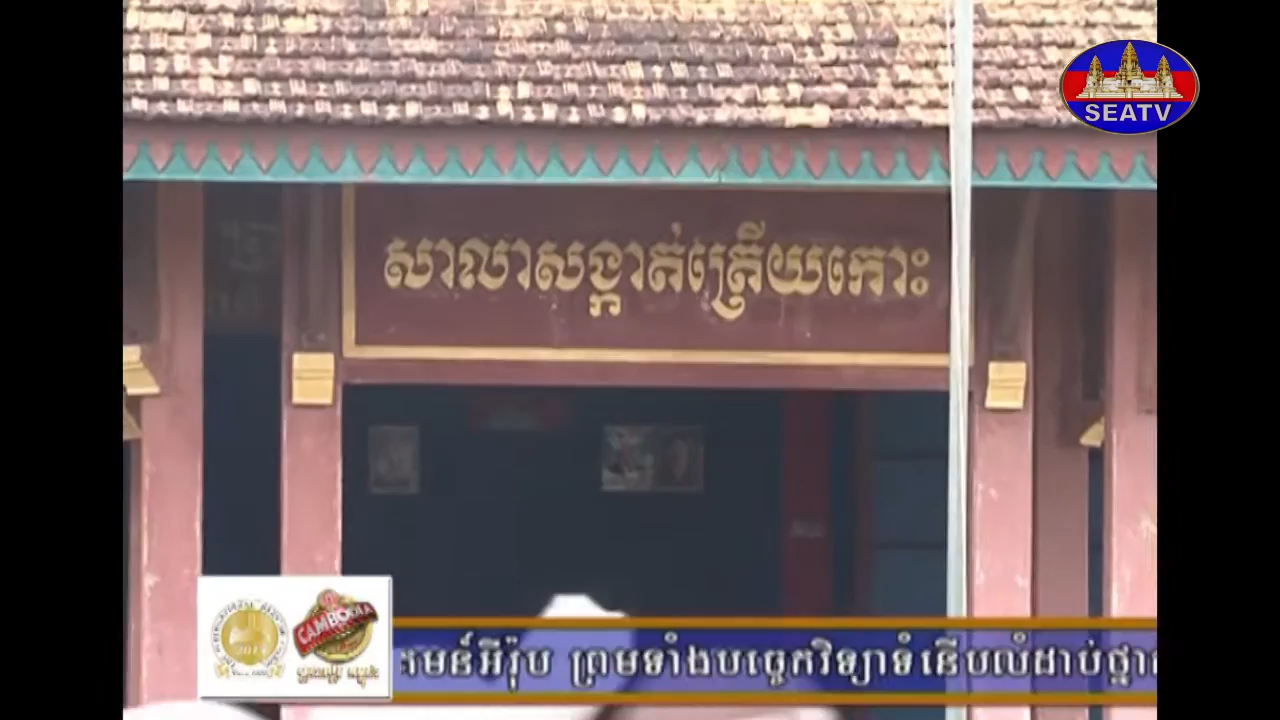 SEATV
សាលាសង្កាត់ត្រើយកោះ
CAMBODIA
គមន៍អឺរ៉ុប ព្រមទាំងបច្ចេកវិទ្យាទំនើបលំដាប់ថ្នា